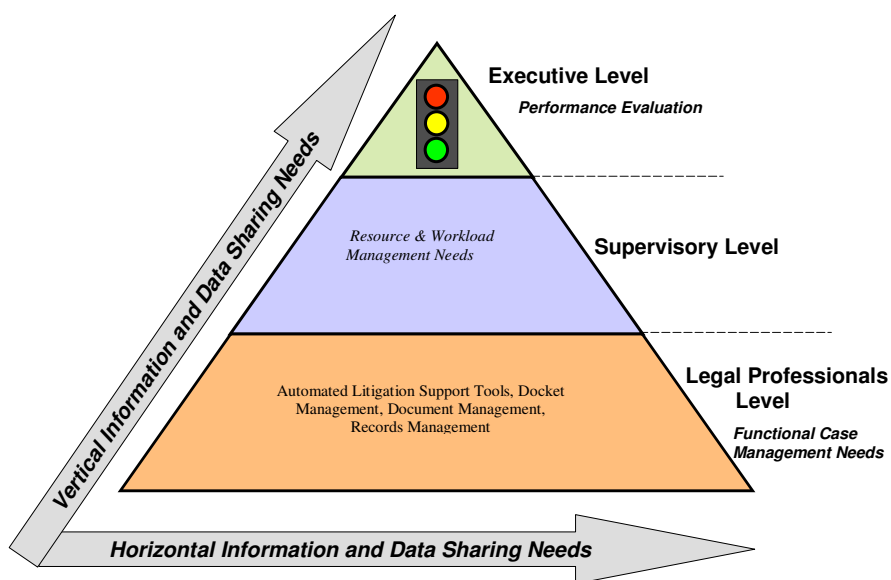 Executive Level
Performance Evaluation
Vertical Information and Data Sharing Needs
Resource & Workload
Management Needs
Supervisory Level
Automated Litigation Support Tools, Docket
Management, Document Management,
Records Management
Legal Professionals
Level
Functional Case
Management Needs
Horizontal Information and Data Sharing Needs